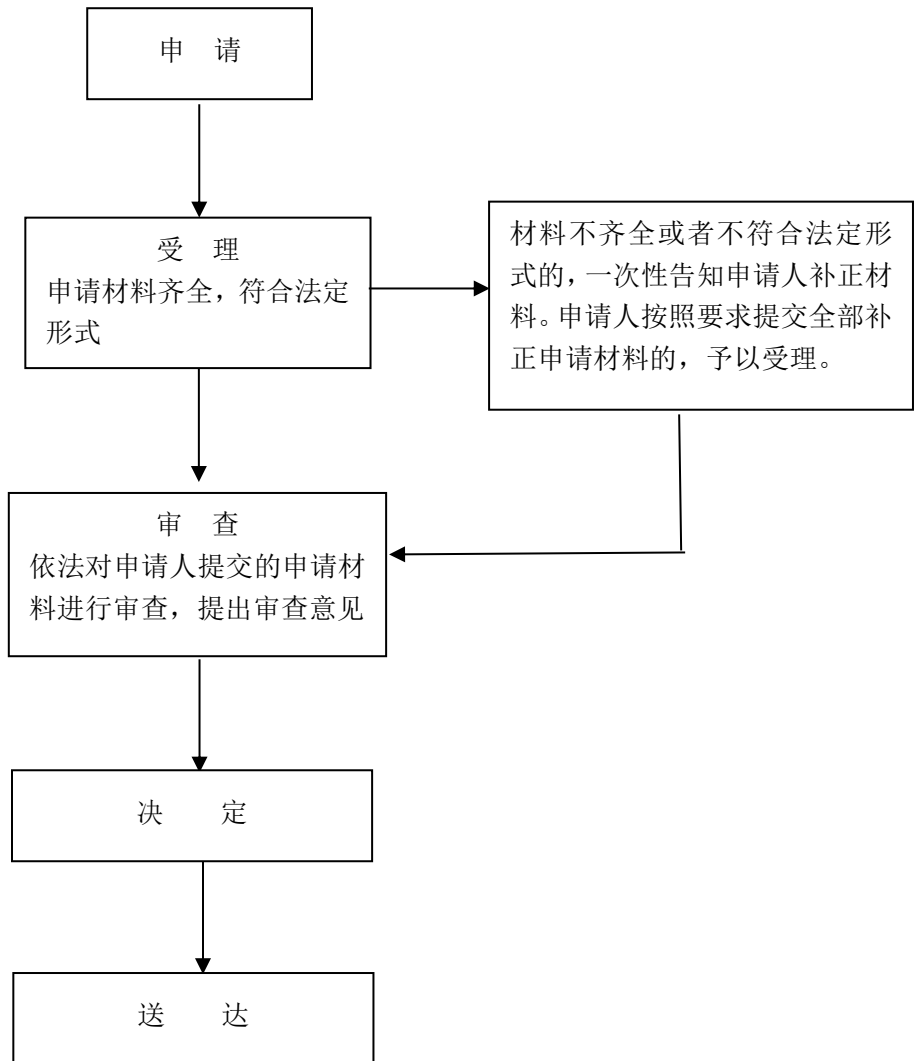 申 请
受 理
申请材料齐全，符合法定
形式
材料不齐全或者不符合法定形
式的，一次性告知申请人补正材
料。申请人按照要求提交全部补
正申请材料的，予以受理。
审 查
依法对申请人提交的申请材
料进行审查，提出审查意见
决 定
送 达